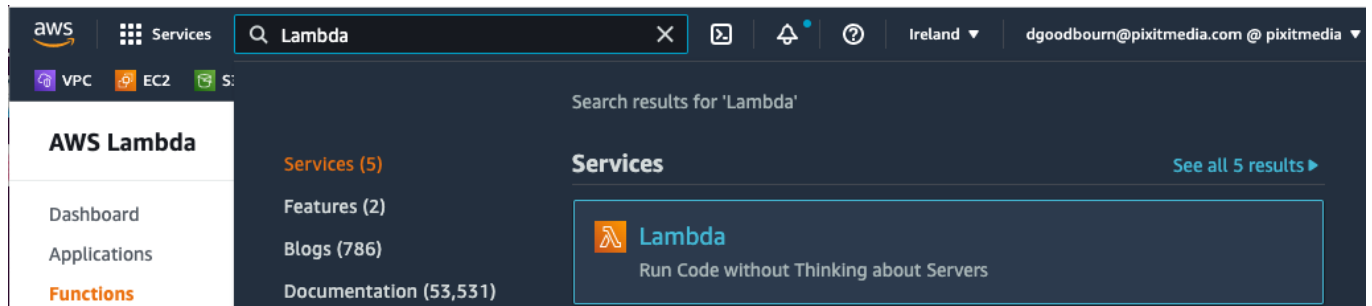 aws Services Lambda Ireland ▼ dgoodbourn@pixitmedia.com @ pixitmedia ▼
VPC EC2
Search results for 'Lambda'
AWS Lambda
Services (5)
Services
See all 5 results ▶
Features (2)
Dashboard
Lambda
Blogs (786)
Applications
Run Code without Thinking about Servers
Functions
Documentation (53,531)